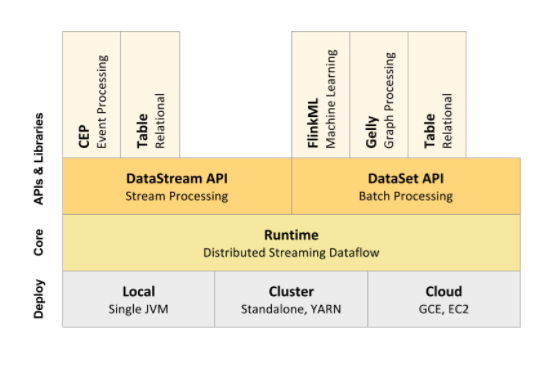 CEP
Event Processing
Table
Relational
FlinkML
Machine Learning
Gelly
Graph Processing
Table
Relational
APIs & Libraries
DataStream API
Stream Processing
DataSet API
Batch Processing
Core
Runtime
Distributed Streaming Dataflow
Deploy
Local
Single JVM
Cluster
Standalone, YARN
Cloud
GCE, EC2